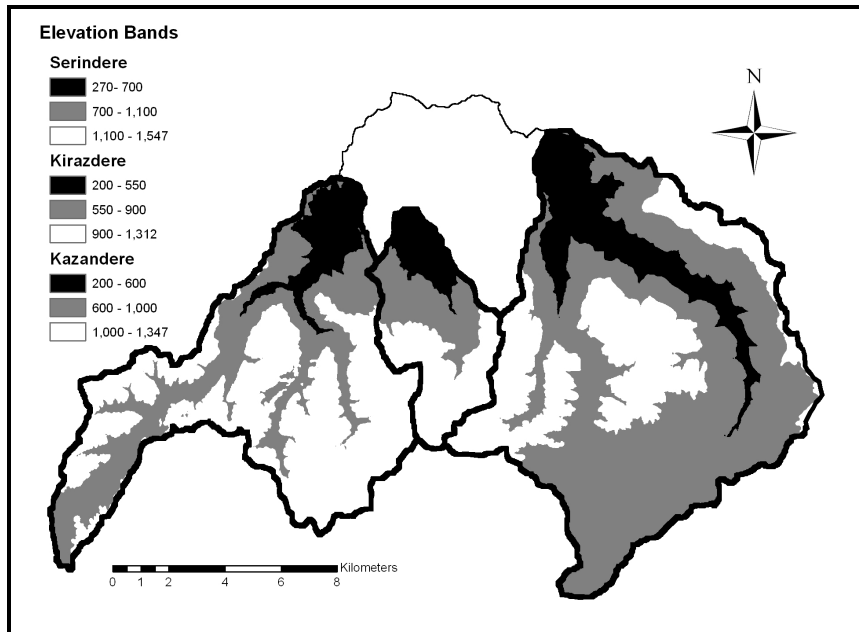 Elevation Bands
Serindere
270- 700
700 - 1,100
1,100 - 1,547
Kirazdere
200 - 550
550 - 900
900 - 1,312
Kazandere
200 - 600
600 - 1,000
1,000 - 1,347
N
Kilometers
0 1 2 4 6 8